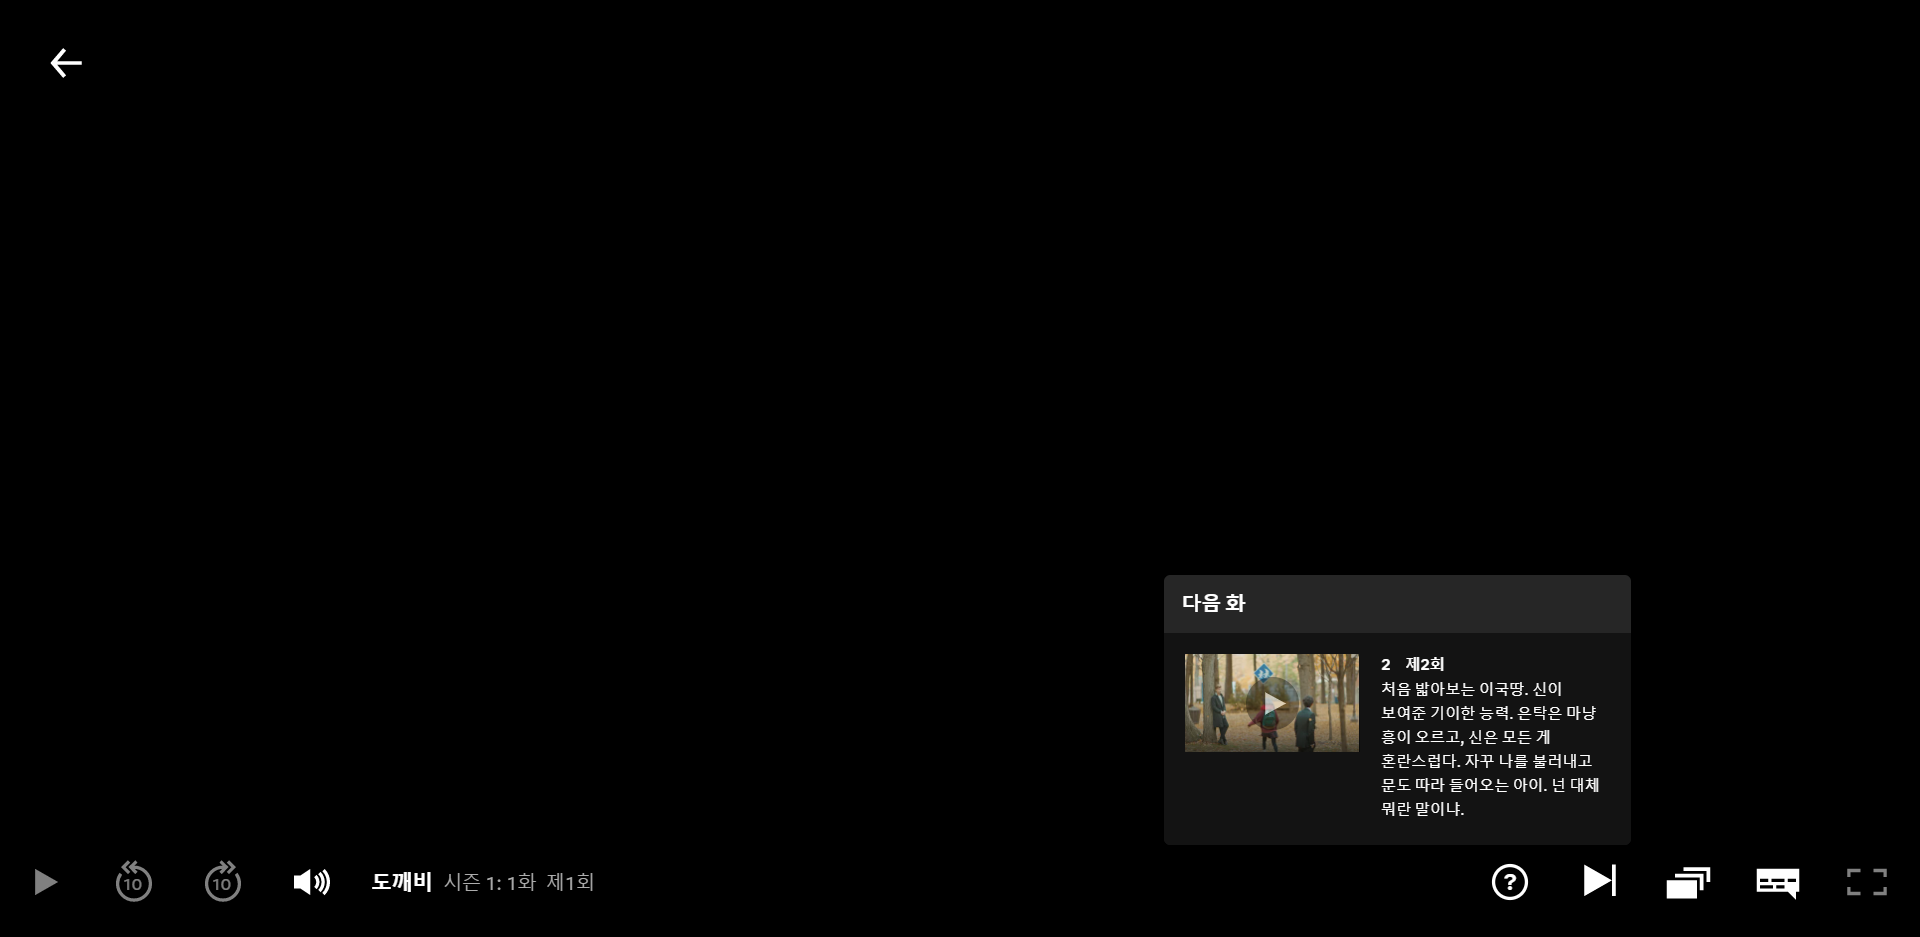 다음 화
2 제2회
처음 밟아보는 이국땅. 신이
보여준 기이한 능력. 은탁은 마냥
흥이 오르고, 신은 모든 게
혼란스럽다. 자꾸 나를 불러내고
문도 따라 들어오는 아이. 넌 대체
뭐란 말이냐.
10
10
도깨비 시즌 1: 1화 제1회
?